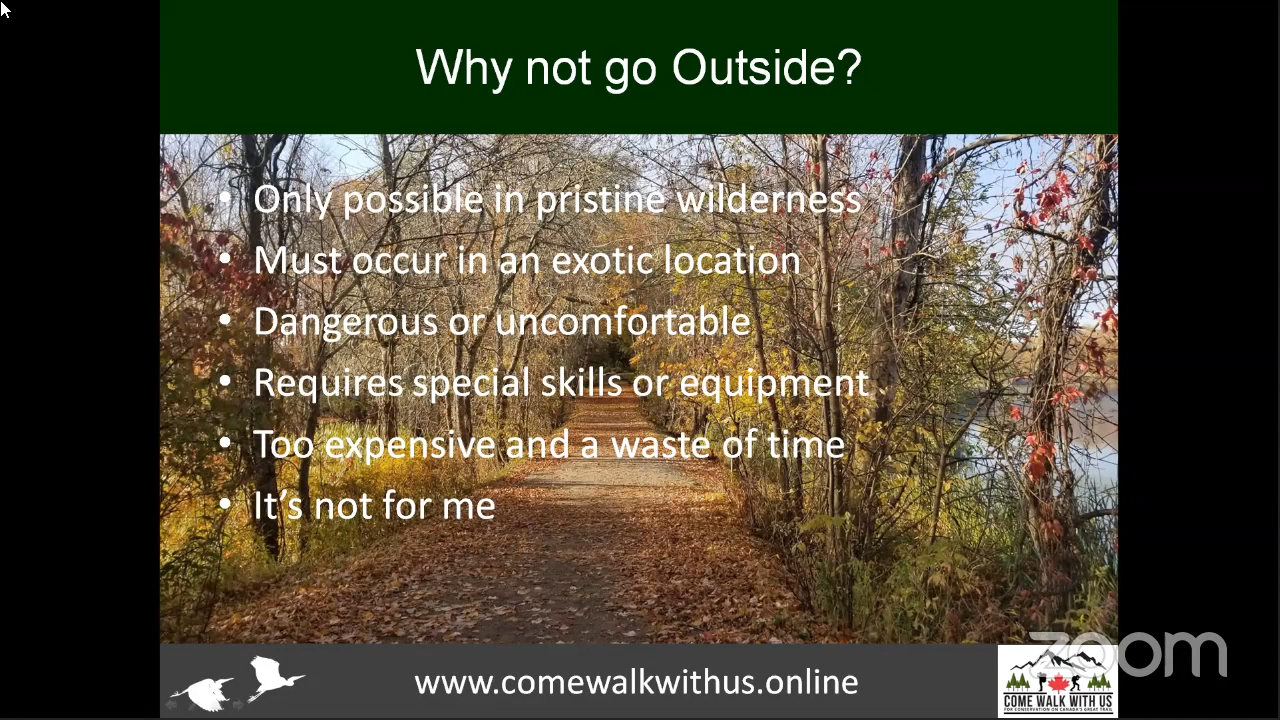 Why not go Outside?
• Only possible in pristine wilderness
• Must occur in an exotic location
• Dangerous or uncomfortable
• Requires special skills or equipment
• Too expensive and a waste of time
• It's not for me
zoom
www.comewalkwithus.online
COME WALK WITH US
FOR CONSERVATION ON CANADA'S GREAT TRAIL